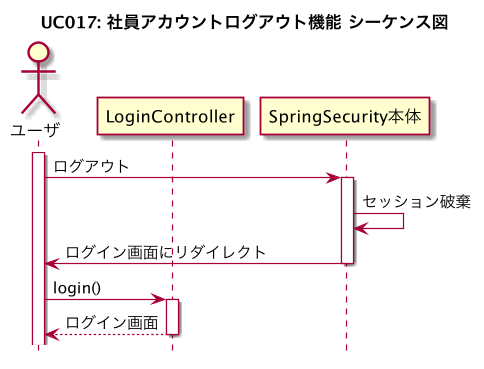 UC017: 社員アカウントログアウト機能 シーケンス図
ユーザ
LoginController
SpringSecurity本体
ログアウト
セッション破棄
ログイン画面にリダイレクト
login()
ログイン画面